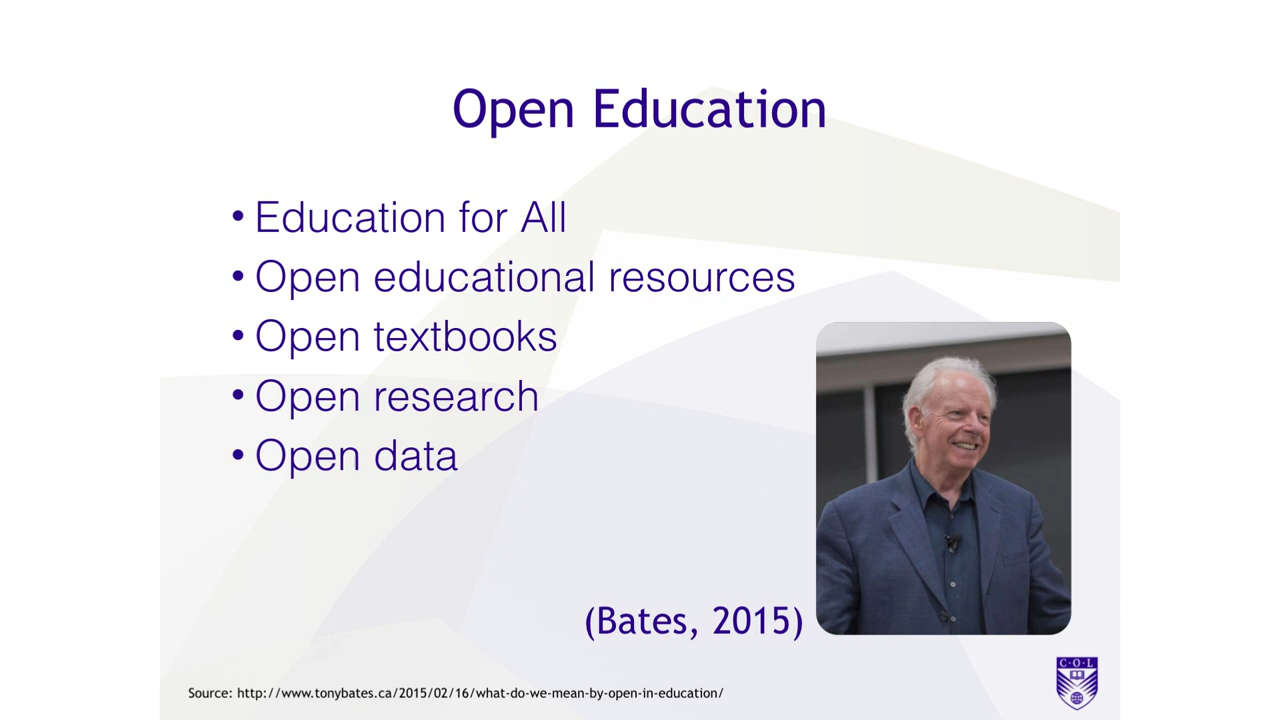 Open Education
• Education for All
• Open educational resources
• Open textbooks
• Open research
• Open data
(Bates, 2015)
C·O·L
Source: http://www.tonybates.ca/2015/02/16/what-do-we-mean-by-open-in-education/